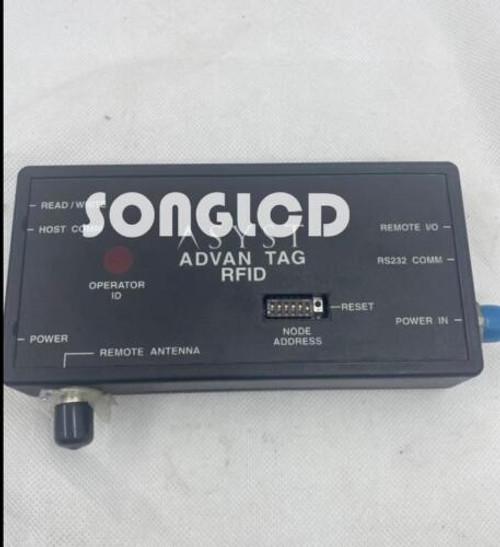 READ / WRITE
SONGLCD
HOST COMM
ASYST
REMOTE I/O
ADVAN TAG
RFID
RS232 COMM
OPERATOR
ID
RESET
POWER IN
NODE
ADDRESS
POWER
REMOTE ANTENNA